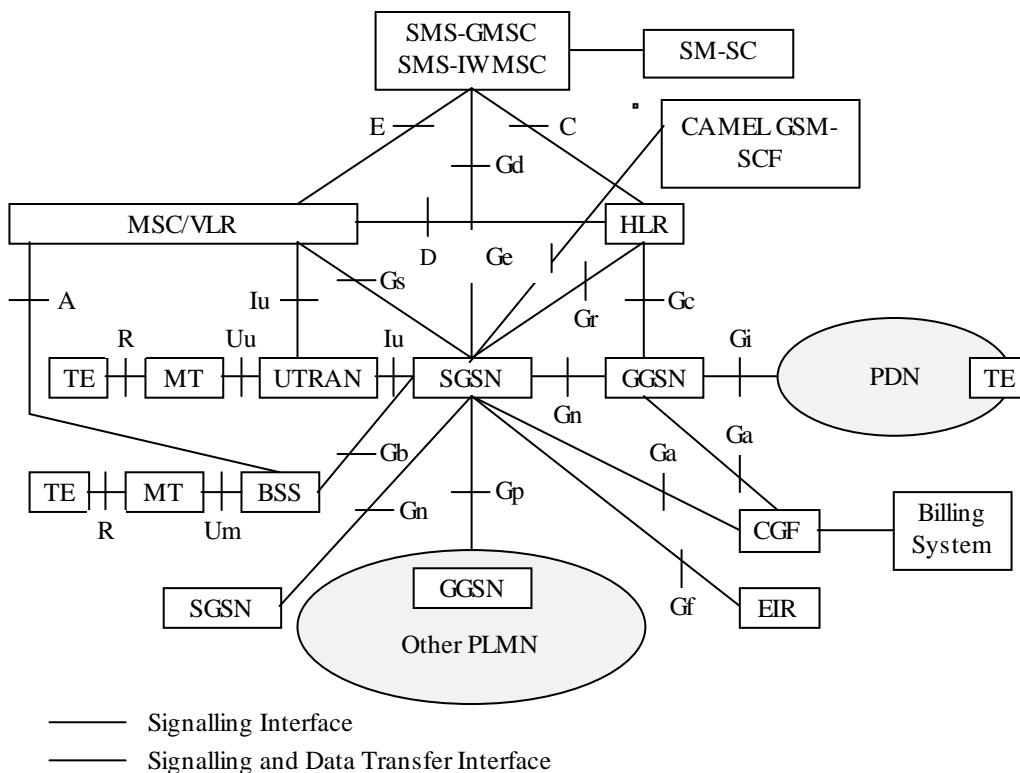 SMS-GMSC
SMS-IWMSC
SM-SC
E
C
CAMEL GSM-
SCF
Gd
MSC/VLR
HLR
D
Ge
Gs
A
Iu
Gr
Gc
R
Uu
Iu
Gi
TE
MT
UTRAN
SGSN
GGSN
PDN
TE
Gn
Ga
Gb
Ga
TE
MT
BSS
Gp
Gn
R
Um
CGF
Billing
System
GGSN
SGSN
Gf
EIR
Other PLMN
Signalling Interface
Signalling and Data Transfer Interface